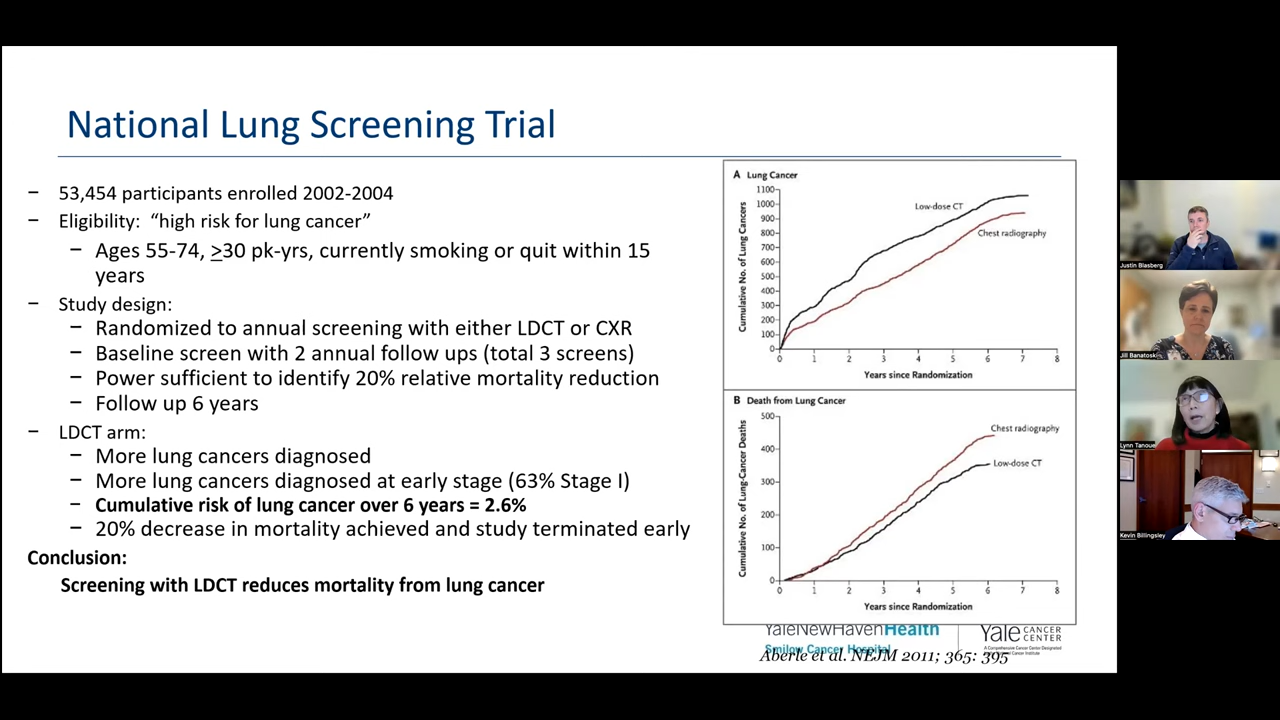 National Lung Screening Trial
− 53,454 participants enrolled 2002-2004
− Eligibility: “high risk for lung cancer”
− Ages 55-74, >30 pk-yrs, currently smoking or quit within 15
years
− Study design:
− Randomized to annual screening with either LDCT or CXR
− Baseline screen with 2 annual follow ups (total 3 screens)
− Power sufficient to identify 20% relative mortality reduction
− Follow up 6 years
− LDCT arm:
− More lung cancers diagnosed
− More lung cancers diagnosed at early stage (63% Stage I)
− Cumulative risk of lung cancer over 6 years = 2.6%
− 20% decrease in mortality achieved and study terminated early
Conclusion:
Screening with LDCT reduces mortality from lung cancer
A Lung Cancer
Cumulative No. of Lung Cancers
1100
1000
900
800
700
600
500
400
300
200
100
0
Low-dose CT
Chest radiography
0 1 2 3 4 5 6 7 8
Years since Randomization
B Death from Lung Cancer
Cumulative No. of Lung-Cancer Deaths
500
400
300
200
100
0
Chest radiography
Low-dose CT
0 1 2 3 4 5 6 7 8
Years since Randomization
YaleNewHavenHealth
Smilow Cancer Hospital
Yale CANCER CENTER
A Comprehensive Cancer Center Designated
Aberle et al. NEJM 2011; 365: 395
Justin Blasberg
Jill Banatoski
Lynn Tanoue
Kevin Billingsley